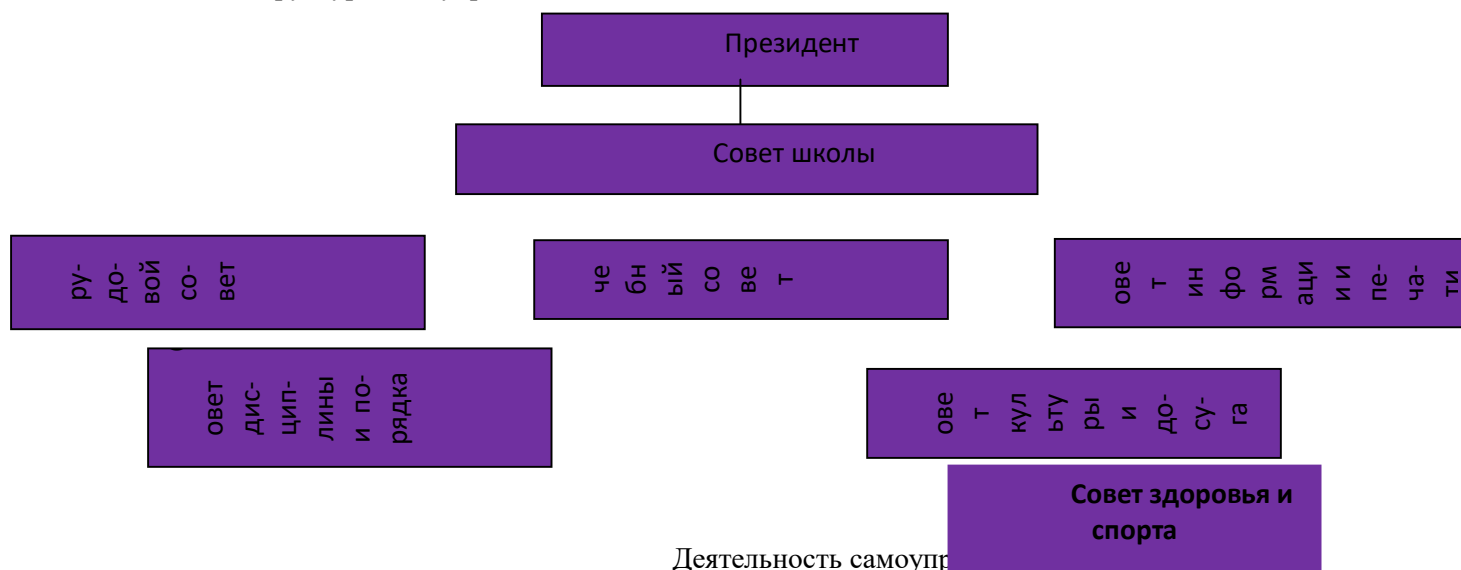 Президент
Совет школы
ру-
до-
вой
со-
вет
че
бн
ый
со
ве
т
ове
т
ин
фо
рм
аци
и и
пе-
ча-
ти
овет
дис-
цип-
лины
и по-
рядка
ове
т
кул
ьту
ры
и
до-
су-
га
Совет здоровья и
спорта
Деятельность самоупр